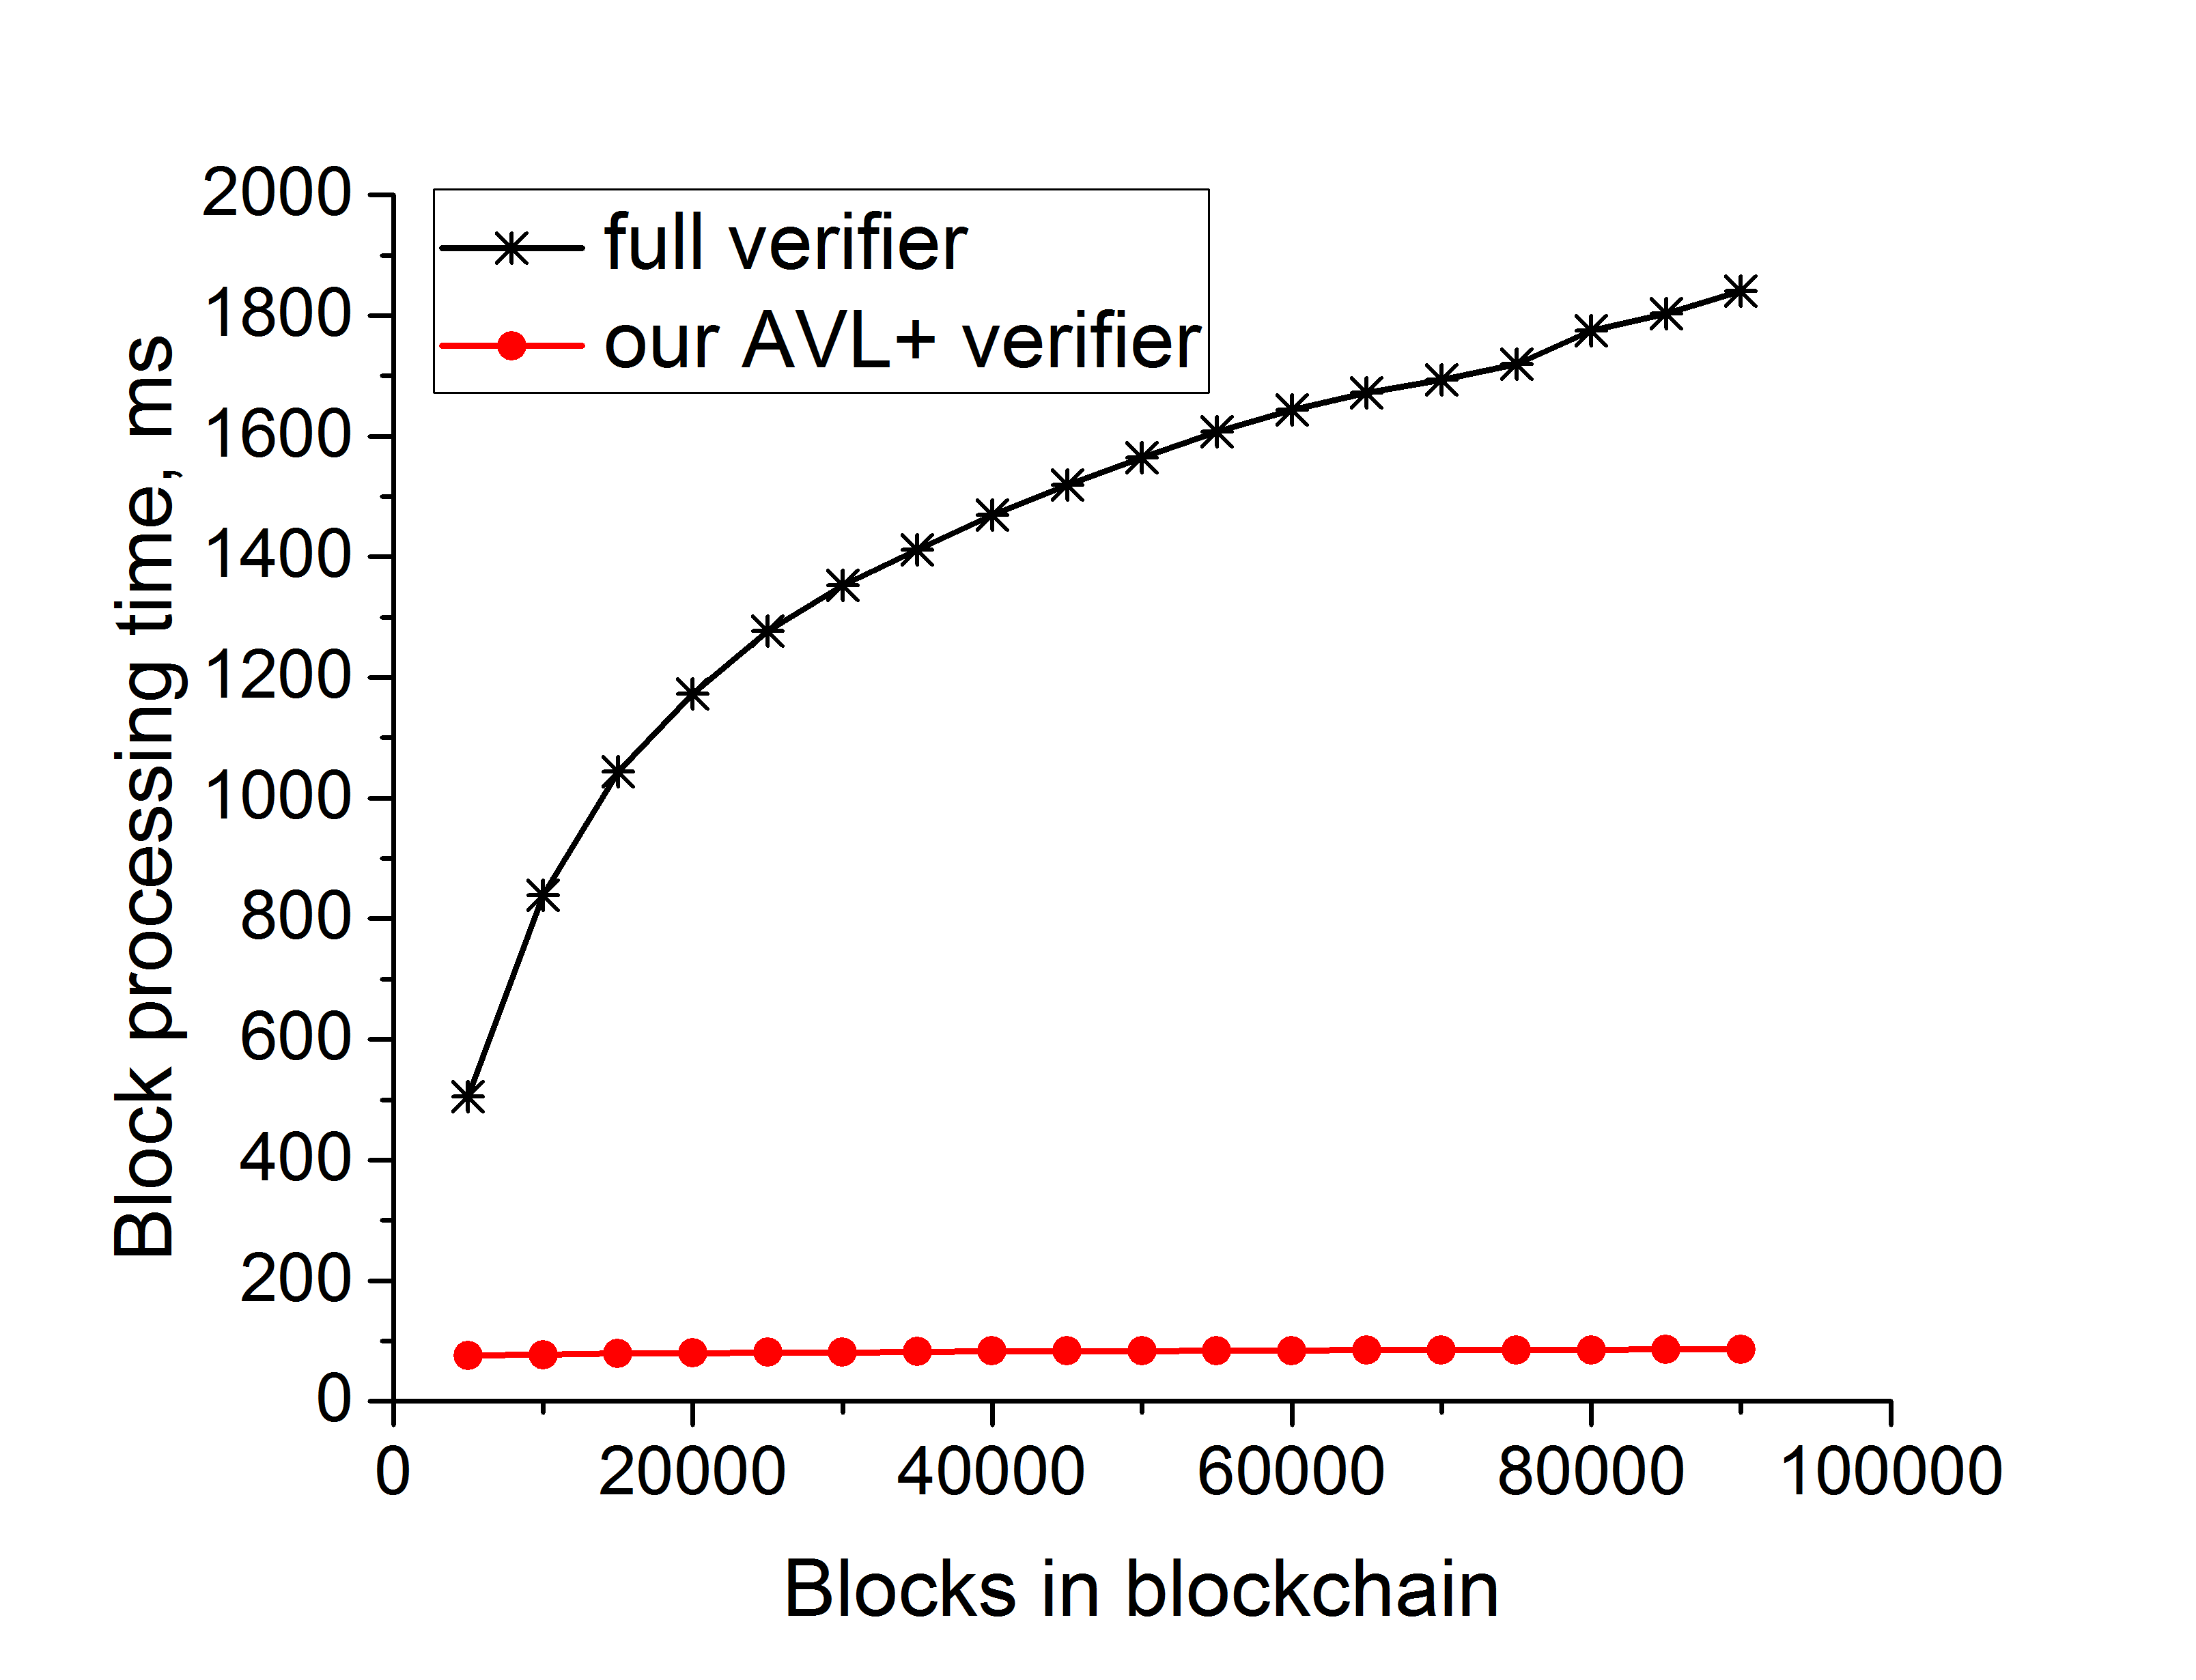 full verifier
our AVL+ verifier
Block processing time, ms
2000
1800
1600
1400
1200
1000
800
600
400
200
0
0 20000 40000 60000 80000 100000
Blocks in blockchain